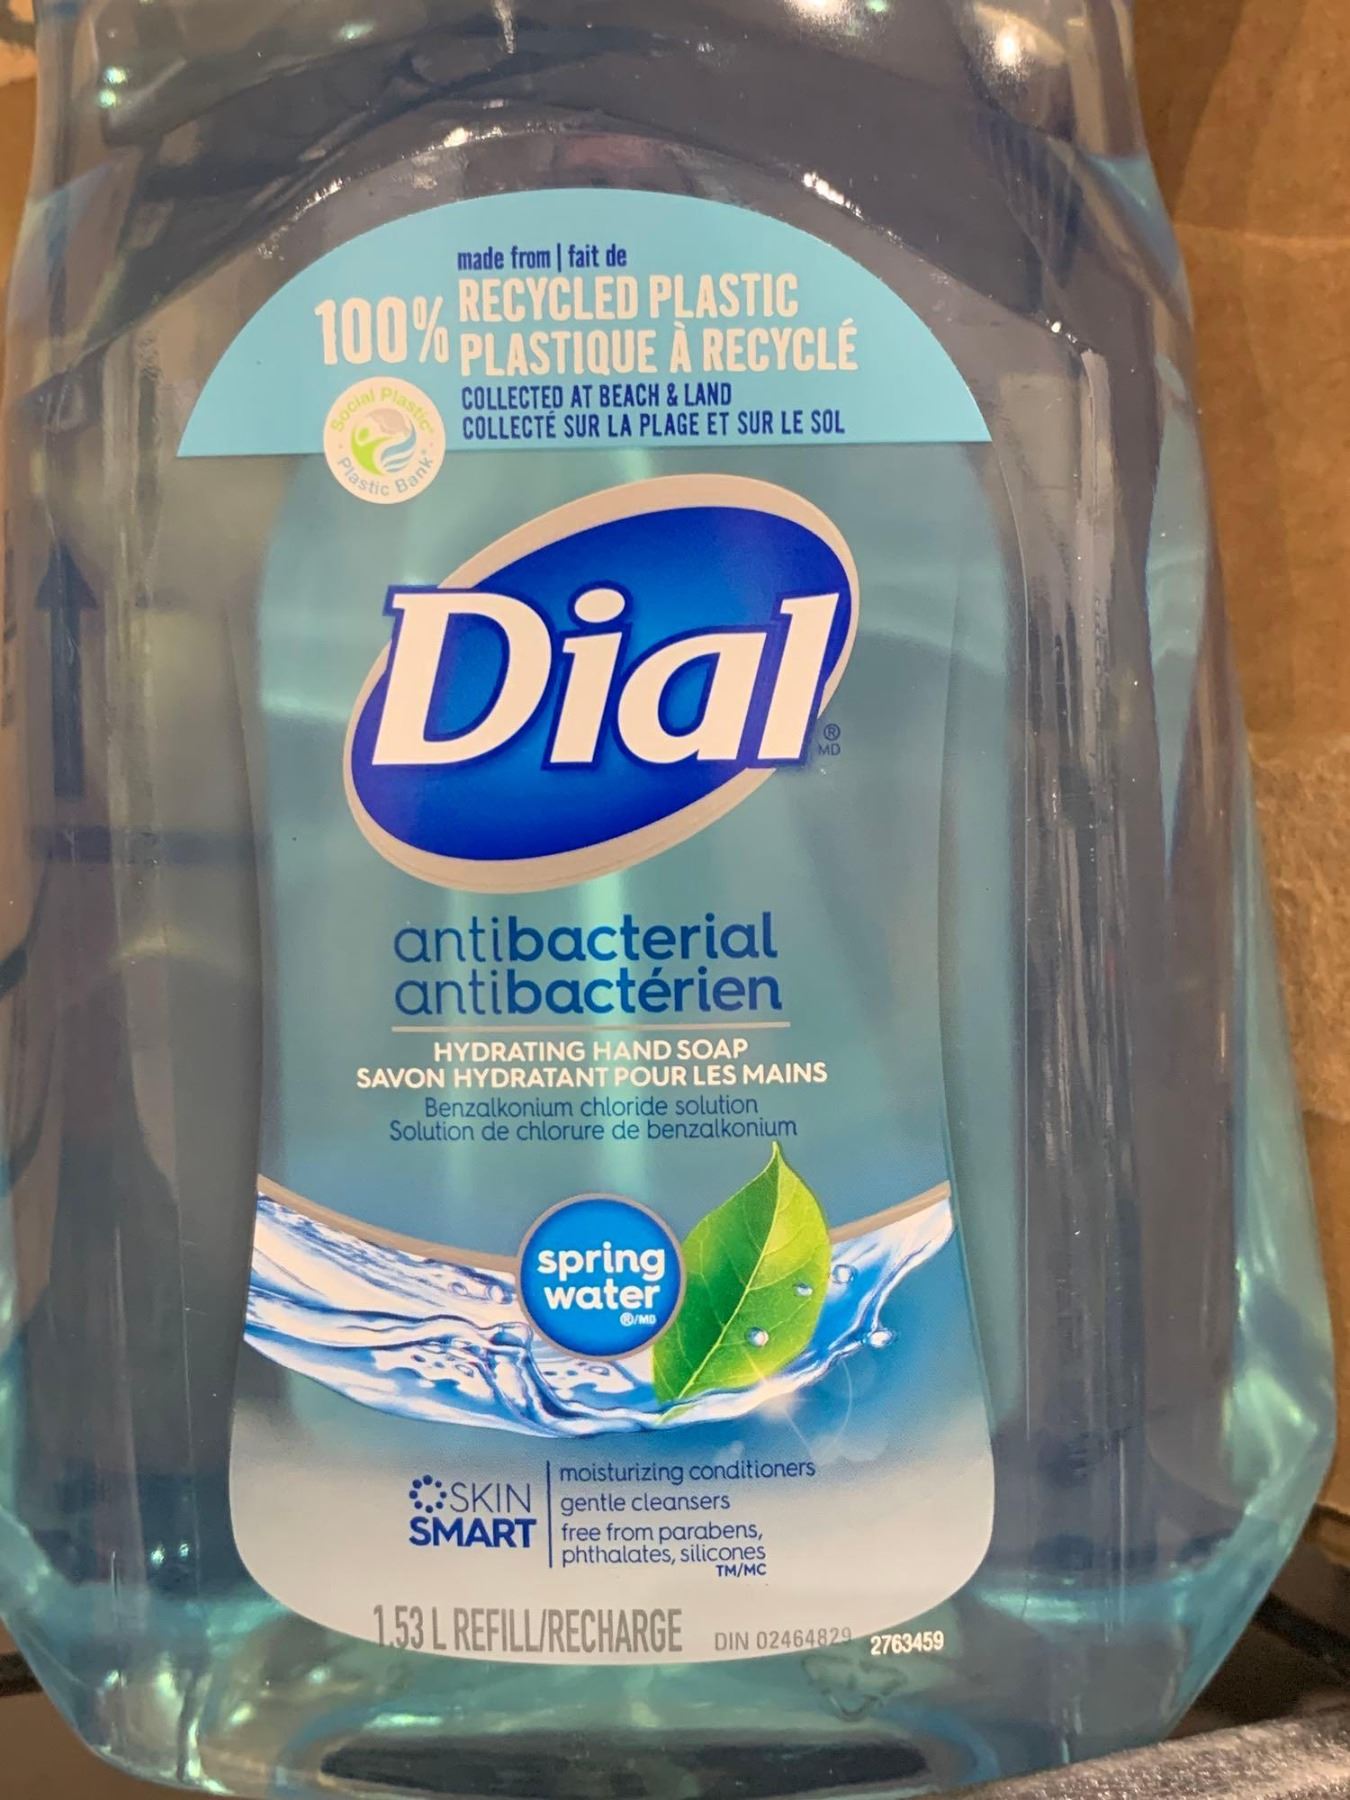 made from | fait de
100% RECYCLED PLASTIC
PLASTIQUE À RECYCLÉ
COLLECTED AT BEACH & LAND
COLLECTÉ SUR LA PLAGE ET SUR LE SOL
Social Plastic
Plastic Bank
Dial
® MD
antibacterial
antibactérien
HYDRATING HAND SOAP
SAVON HYDRATANT POUR LES MAINS
Benzalkonium chloride solution
Solution de chlorure de benzalkonium
spring
water
®/MD
SKIN
SMART
moisturizing conditioners
gentle cleansers
free from parabens,
phthalates, silicones
TM/MC
1.53 L REFILL/RECHARGE DIN 02464829 2763459